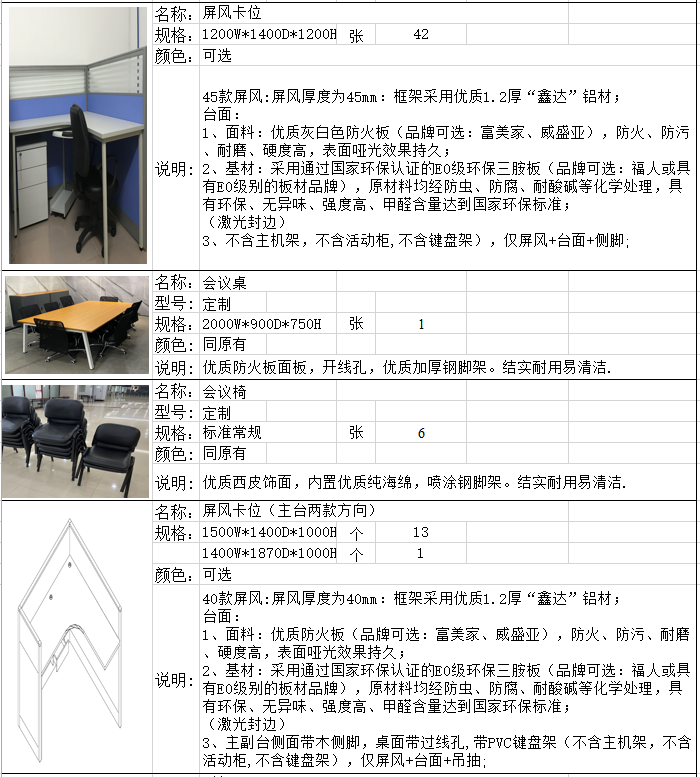 名称: 屏风卡位
规格: 1200W*1400D*1200H 张 42
颜色: 可选
说明: 45款屏风:屏风厚度为45mm：框架采用优质1.2厚“鑫达”铝材；
台面：
1、面料：优质灰白色防火板（品牌可选：富美家、威盛亚），防火、防污
、耐磨、硬度高，表面哑光效果持久；
2、基材：采用通过国家环保认证的E0级环保三胺板（品牌可选：福人或具
有E0级别的板材品牌），原材料均经防虫、防腐、耐酸碱等化学处理，具
有环保、无异味、强度高、甲醛含量达到国家环保标准；
（激光封边）
3、不含主机架，不含活动柜,不含键盘架），仅屏风+台面+侧脚;
名称: 会议桌
型号: 定制
规格: 2000W*900D*750H 张 1
颜色: 同原有
说明: 优质防火板面板，开线孔，优质加厚钢脚架。结实耐用易清洁.
名称: 会议椅
型号: 定制
规格: 标准常规 张 6
颜色: 同原有
说明: 优质西皮饰面，内置优质纯海绵，喷涂钢脚架。结实耐用易清洁.
名称: 屏风卡位（主台两款方向）
规格: 1500W*1400D*1000H 个 13
1400W*1870D*1000H 个 1
颜色: 可选
说明: 40款屏风:屏风厚度为40mm：框架采用优质1.2厚“鑫达”铝材；
台面：
1、面料：优质防火板（品牌可选：富美家、威盛亚），防火、防污、耐磨
、硬度高，表面哑光效果持久；
2、基材：采用通过国家环保认证的E0级环保三胺板（品牌可选：福人或具
有E0级别的板材品牌），原材料均经防虫、防腐、耐酸碱等化学处理，具
有环保、无异味、强度高、甲醛含量达到国家环保标准；
（激光封边）
3、主副台侧面带木侧脚，桌面带过线孔,带PVC键盘架（不含主机架，不含
活动柜,不含键盘架），仅屏风+台面+吊抽;